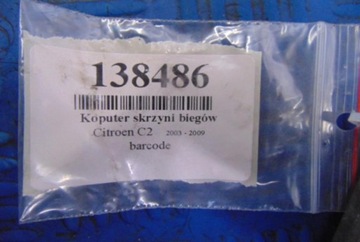 138486
Koputer skrzyni biegów
Citroen C2 2003 - 2009
barcode